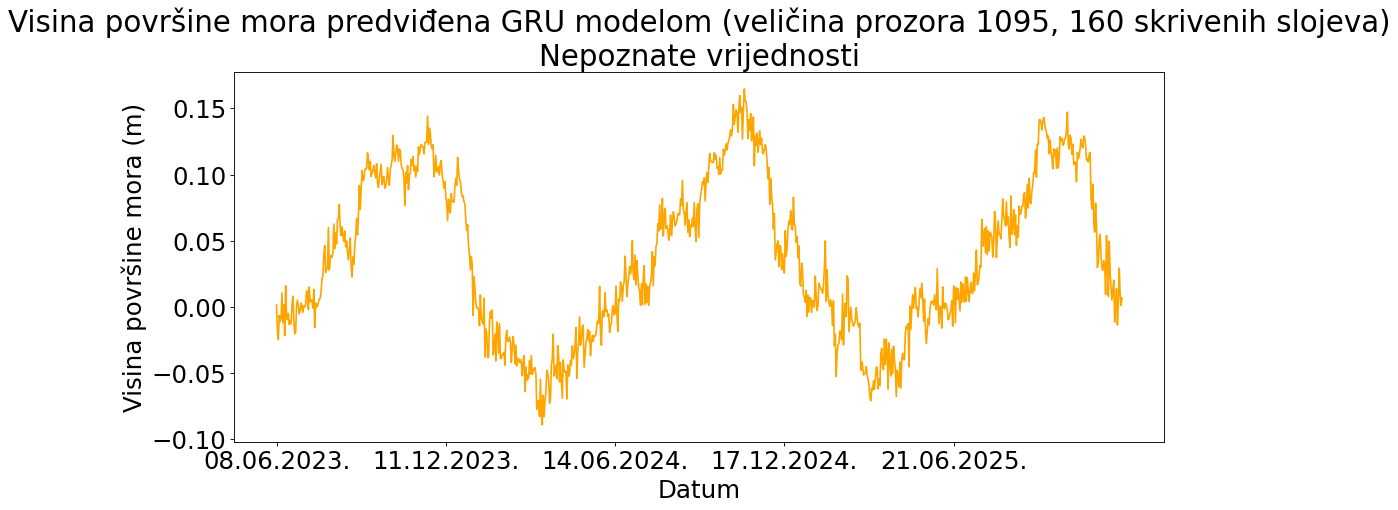 Visina površine mora predviđena GRU modelom (veličina prozora 1095, 160 skrivenih slojeva)
Nepoznate vrijednosti
Visina površine mora (m)
0.15
0.10
0.05
0.00
−0.05
−0.10
08.06.2023. 11.12.2023. 14.06.2024. 17.12.2024. 21.06.2025.
Datum